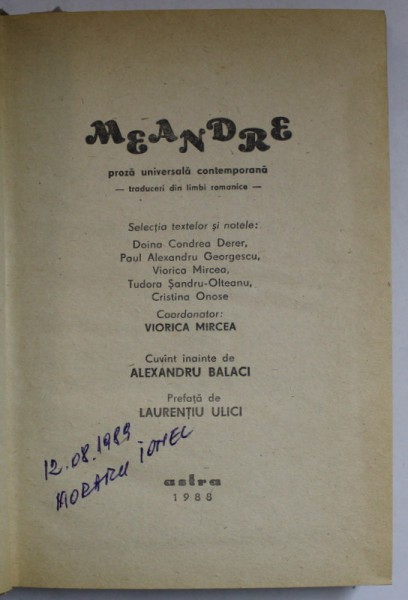 MEANDRE
proză universală contemporană
— traduceri din limbi romanice —
Selecția textelor și notele:
Doina Condrea Derer,
Paul Alexandru Georgescu,
Viorica Mircea,
Tudora Șandru-Olteanu,
Cristina Onose
Coordonator:
VIORICA MIRCEA
Cuvînt înainte de
ALEXANDRU BALACI
Prefață de
LAURENȚIU ULICI
12.08.1989
MORARU IONEL
astra
1988